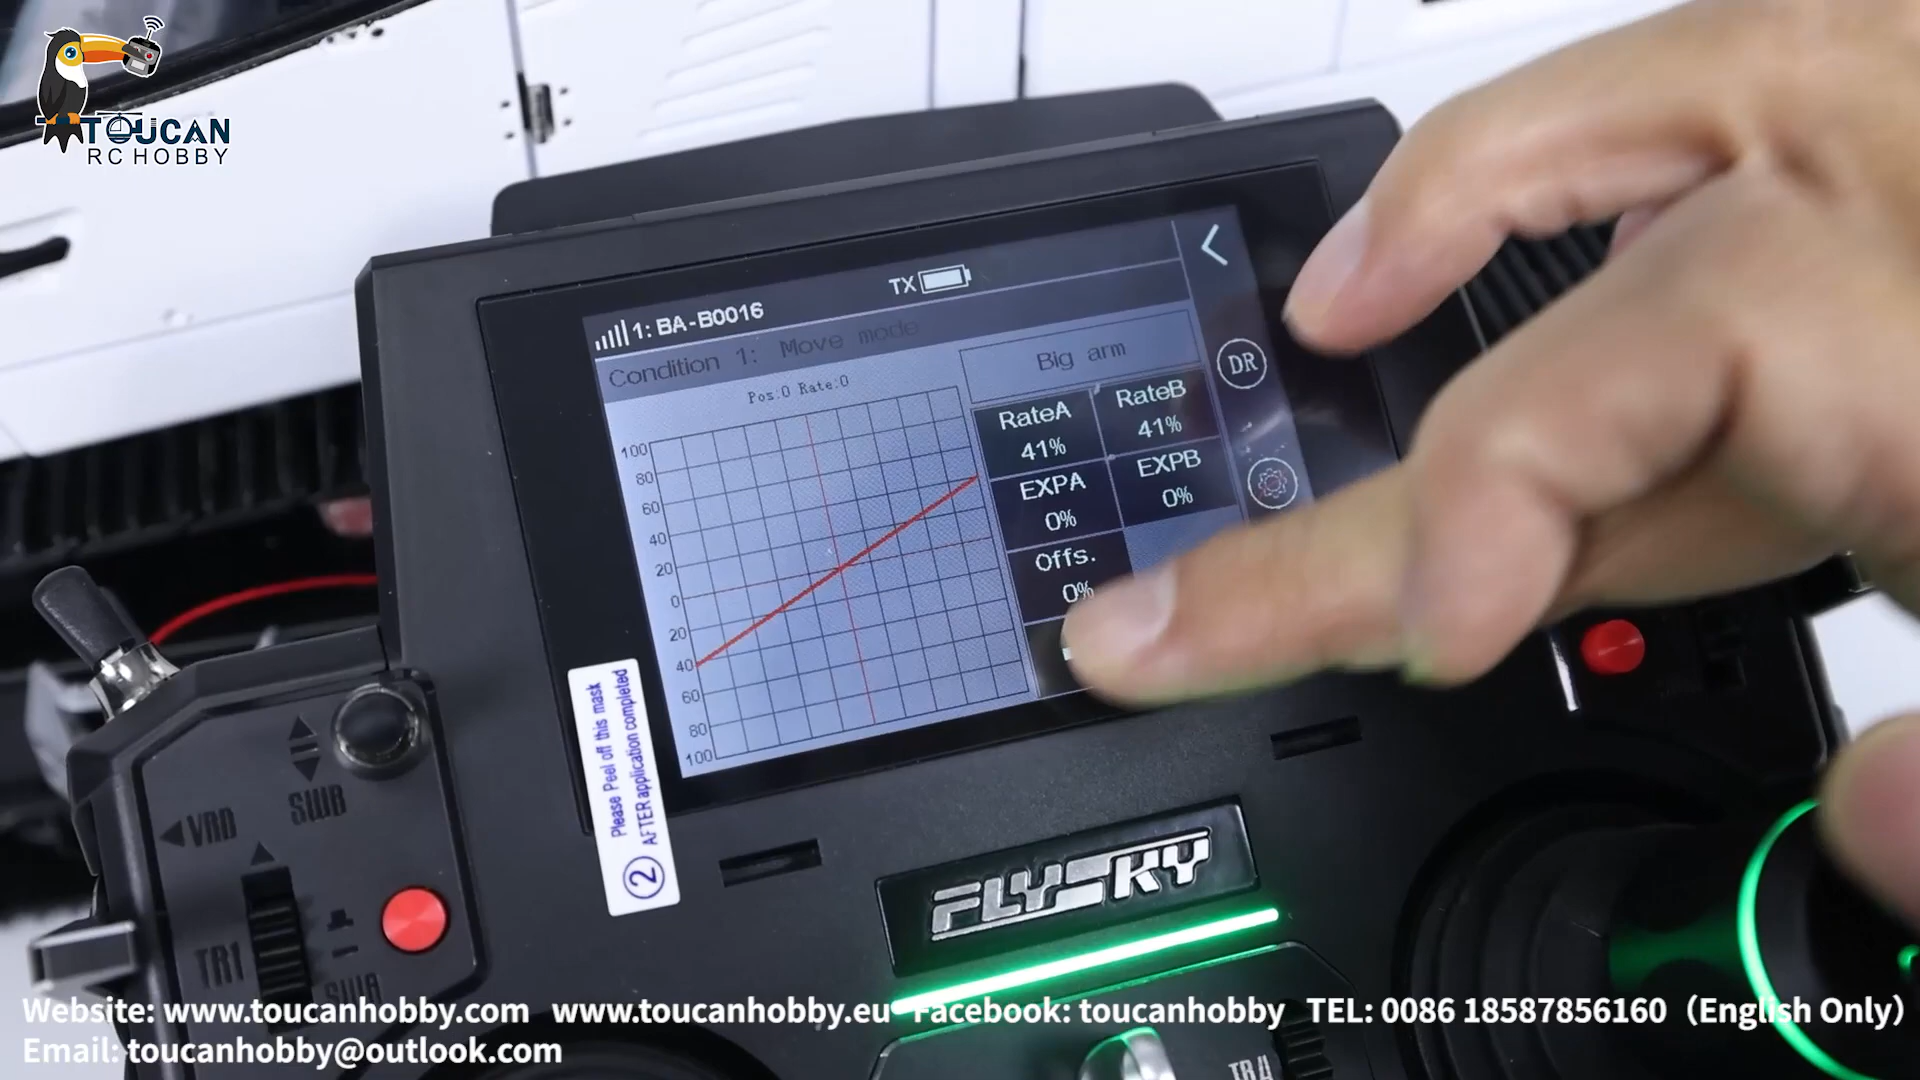 TOUCAN
RC HOBBY
1: BA-B0016
TX
Condition 1: Move mode
Pos:0 Rate:0
Big arm
RateA
41%
RateB
41%
EXPA
0%
EXPB
0%
Offs.
0%
DR
100
80
60
40
20
0
20
40
60
80
100
Please Peel off this mask
AFTER application completed
2
SWB
VRD
TR1
SWA
FLYSKY
TR4
Website: www.toucanhobby.com www.toucanhobby.eu Facebook: toucanhobby TEL: 0086 18587856160（English Only）
Email: toucanhobby@outlook.com